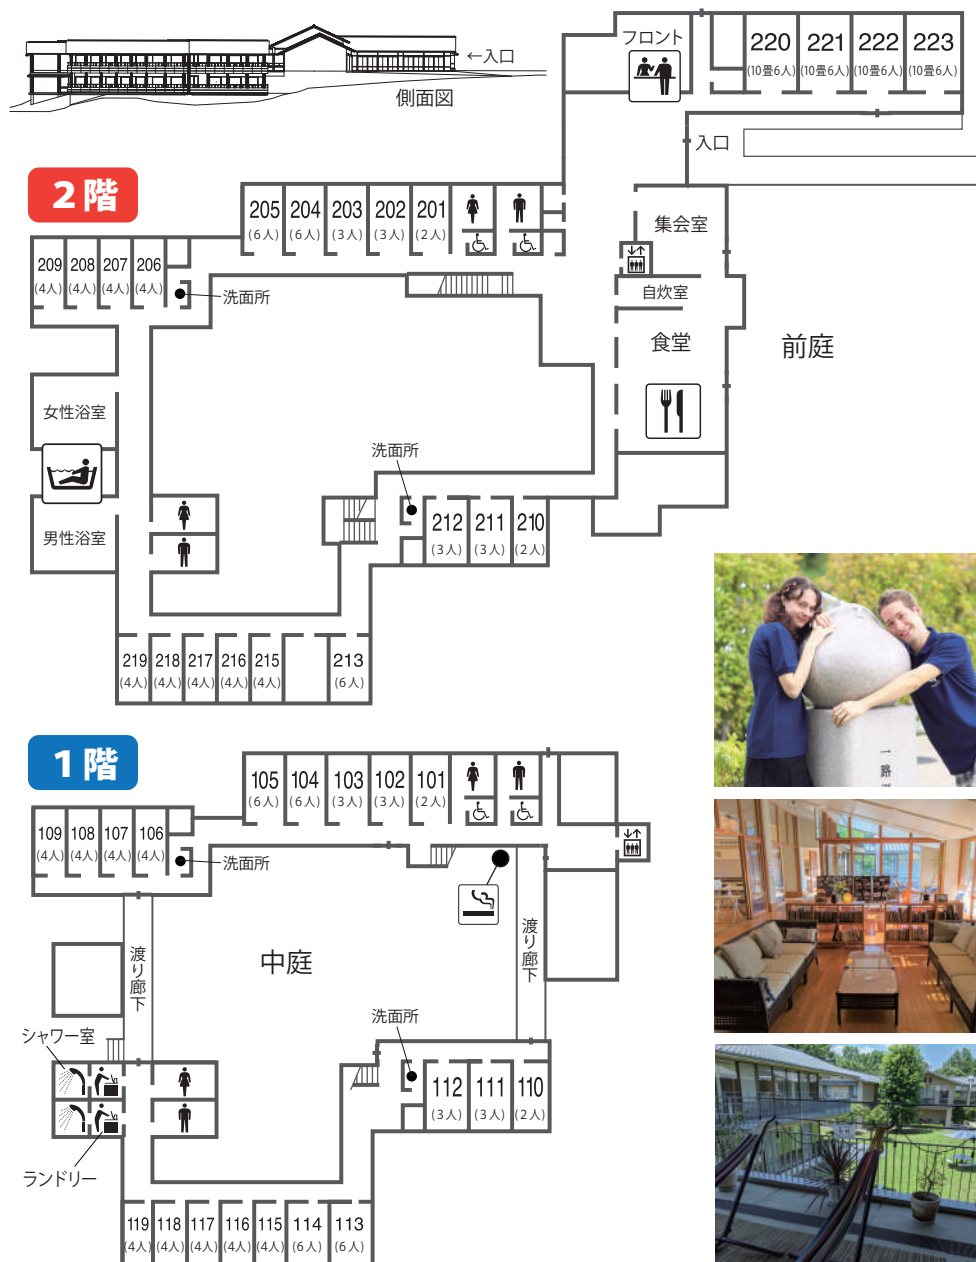 ←入口
側面図
フロント
220
(10畳6人)
221
(10畳6人)
222
(10畳6人)
223
(10畳6人)
入口
2階
205
(6人)
204
(6人)
203
(3人)
202
(3人)
201
(2人)
集会室
209
(4人)
208
(4人)
207
(4人)
206
(4人)
洗面所
自炊室
食堂
前庭
女性浴室
男性浴室
洗面所
212
(3人)
211
(3人)
210
(2人)
219
(4人)
218
(4人)
217
(4人)
216
(4人)
215
(4人)
213
(6人)
1階
105
(6人)
104
(6人)
103
(3人)
102
(3人)
101
(2人)
109
(4人)
108
(4人)
107
(4人)
106
(4人)
洗面所
渡り廊下
中庭
渡り廊下
シャワー室
洗面所
112
(3人)
111
(3人)
110
(2人)
ランドリー
119
(4人)
118
(4人)
117
(4人)
116
(4人)
115
(4人)
114
(6人)
113
(6人)
一路